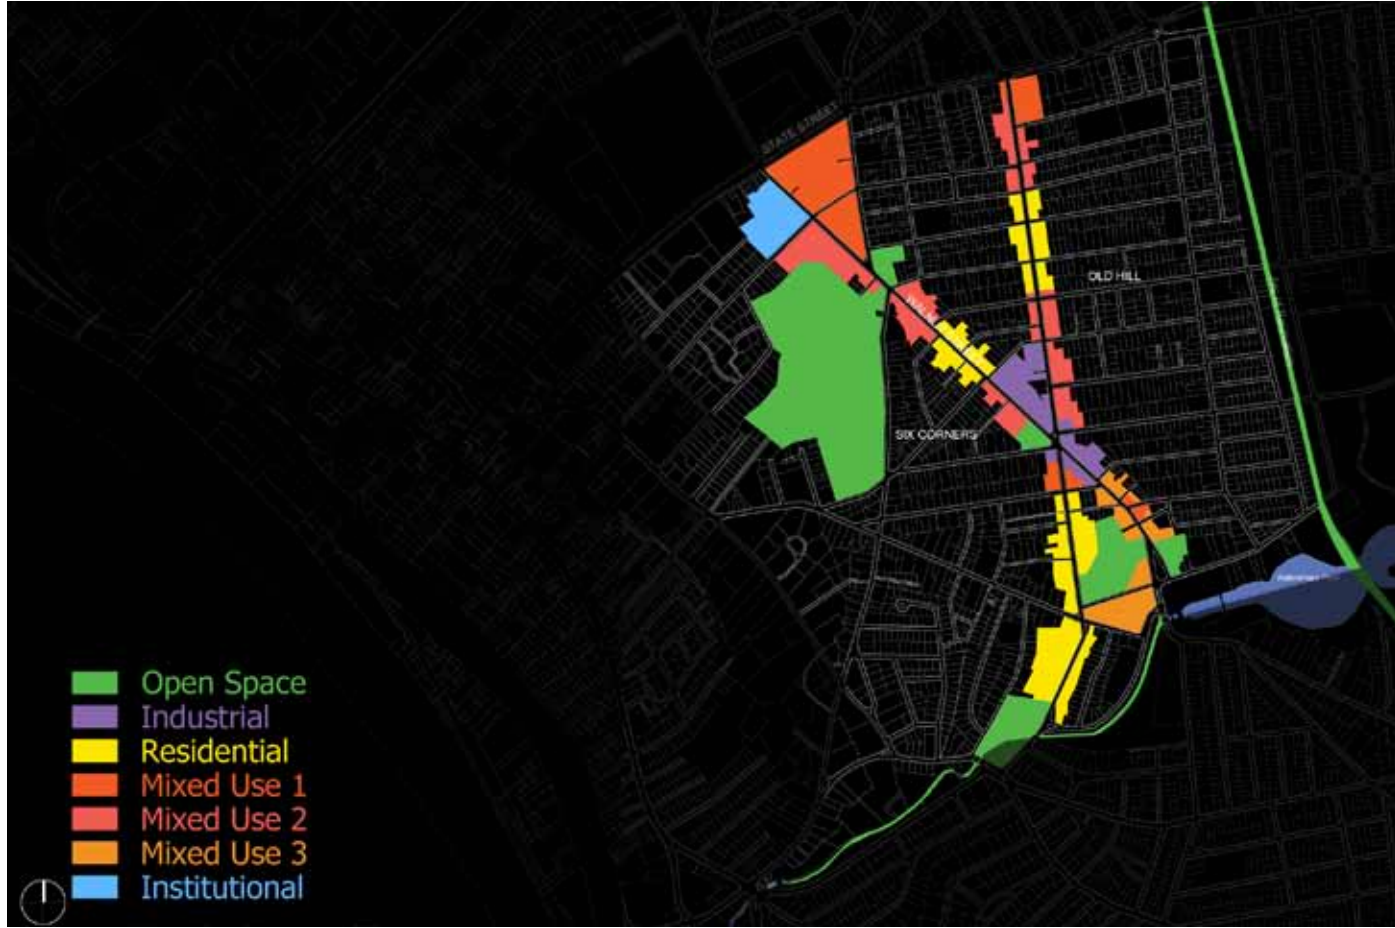 STATE STREET
OLD HILL
WALNUT
SIX CORNERS
Open Space
Industrial
Residential
Mixed Use 1
Mixed Use 2
Mixed Use 3
Institutional